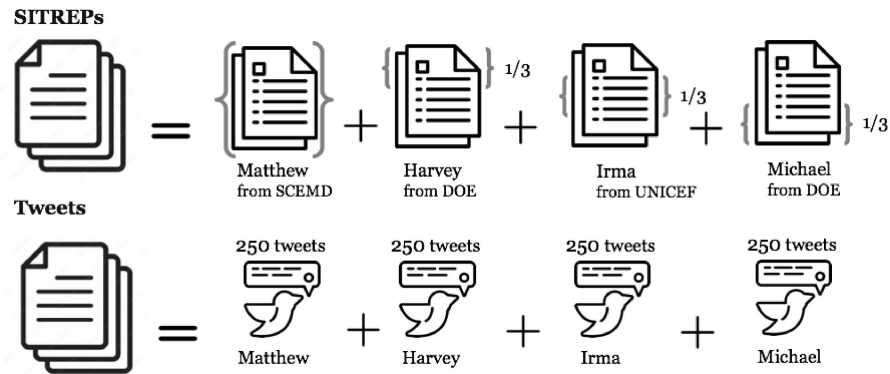 SITREPs
1/3
1/3
1/3
Matthew
from SCEMD
Harvey
from DOE
Irma
from UNICEF
Michael
from DOE
Tweets
250 tweets
250 tweets
250 tweets
250 tweets
Matthew
Harvey
Irma
Michael